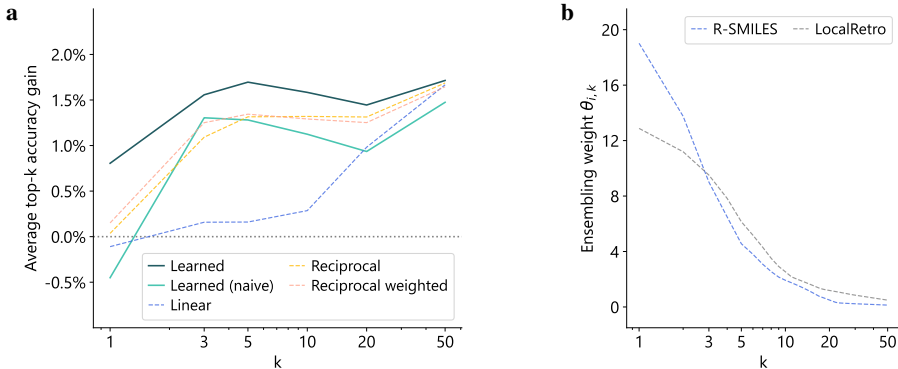 a
Average top-k accuracy gain
2.0%
1.5%
1.0%
0.5%
0.0%
-0.5%
Learned
Learned (naive)
Linear
Reciprocal
Reciprocal weighted
1 3 5 10 20 50
k
b
Ensembling weight θi,k
20
16
12
8
4
0
R-SMILES LocalRetro
1 3 5 10 20 50
k